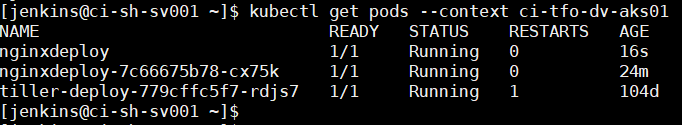 [jenkins@ci-sh-sv001 ~]$ kubectl get pods --context ci-tfo-dv-aks01
NAME READY STATUS RESTARTS AGE
nginxdeploy 1/1 Running 0 16s
nginxdeploy-7c66675b78-cx75k 1/1 Running 0 24m
tiller-deploy-779cffc5f7-rdjs7 1/1 Running 1 104d
[jenkins@ci-sh-sv001 ~]$